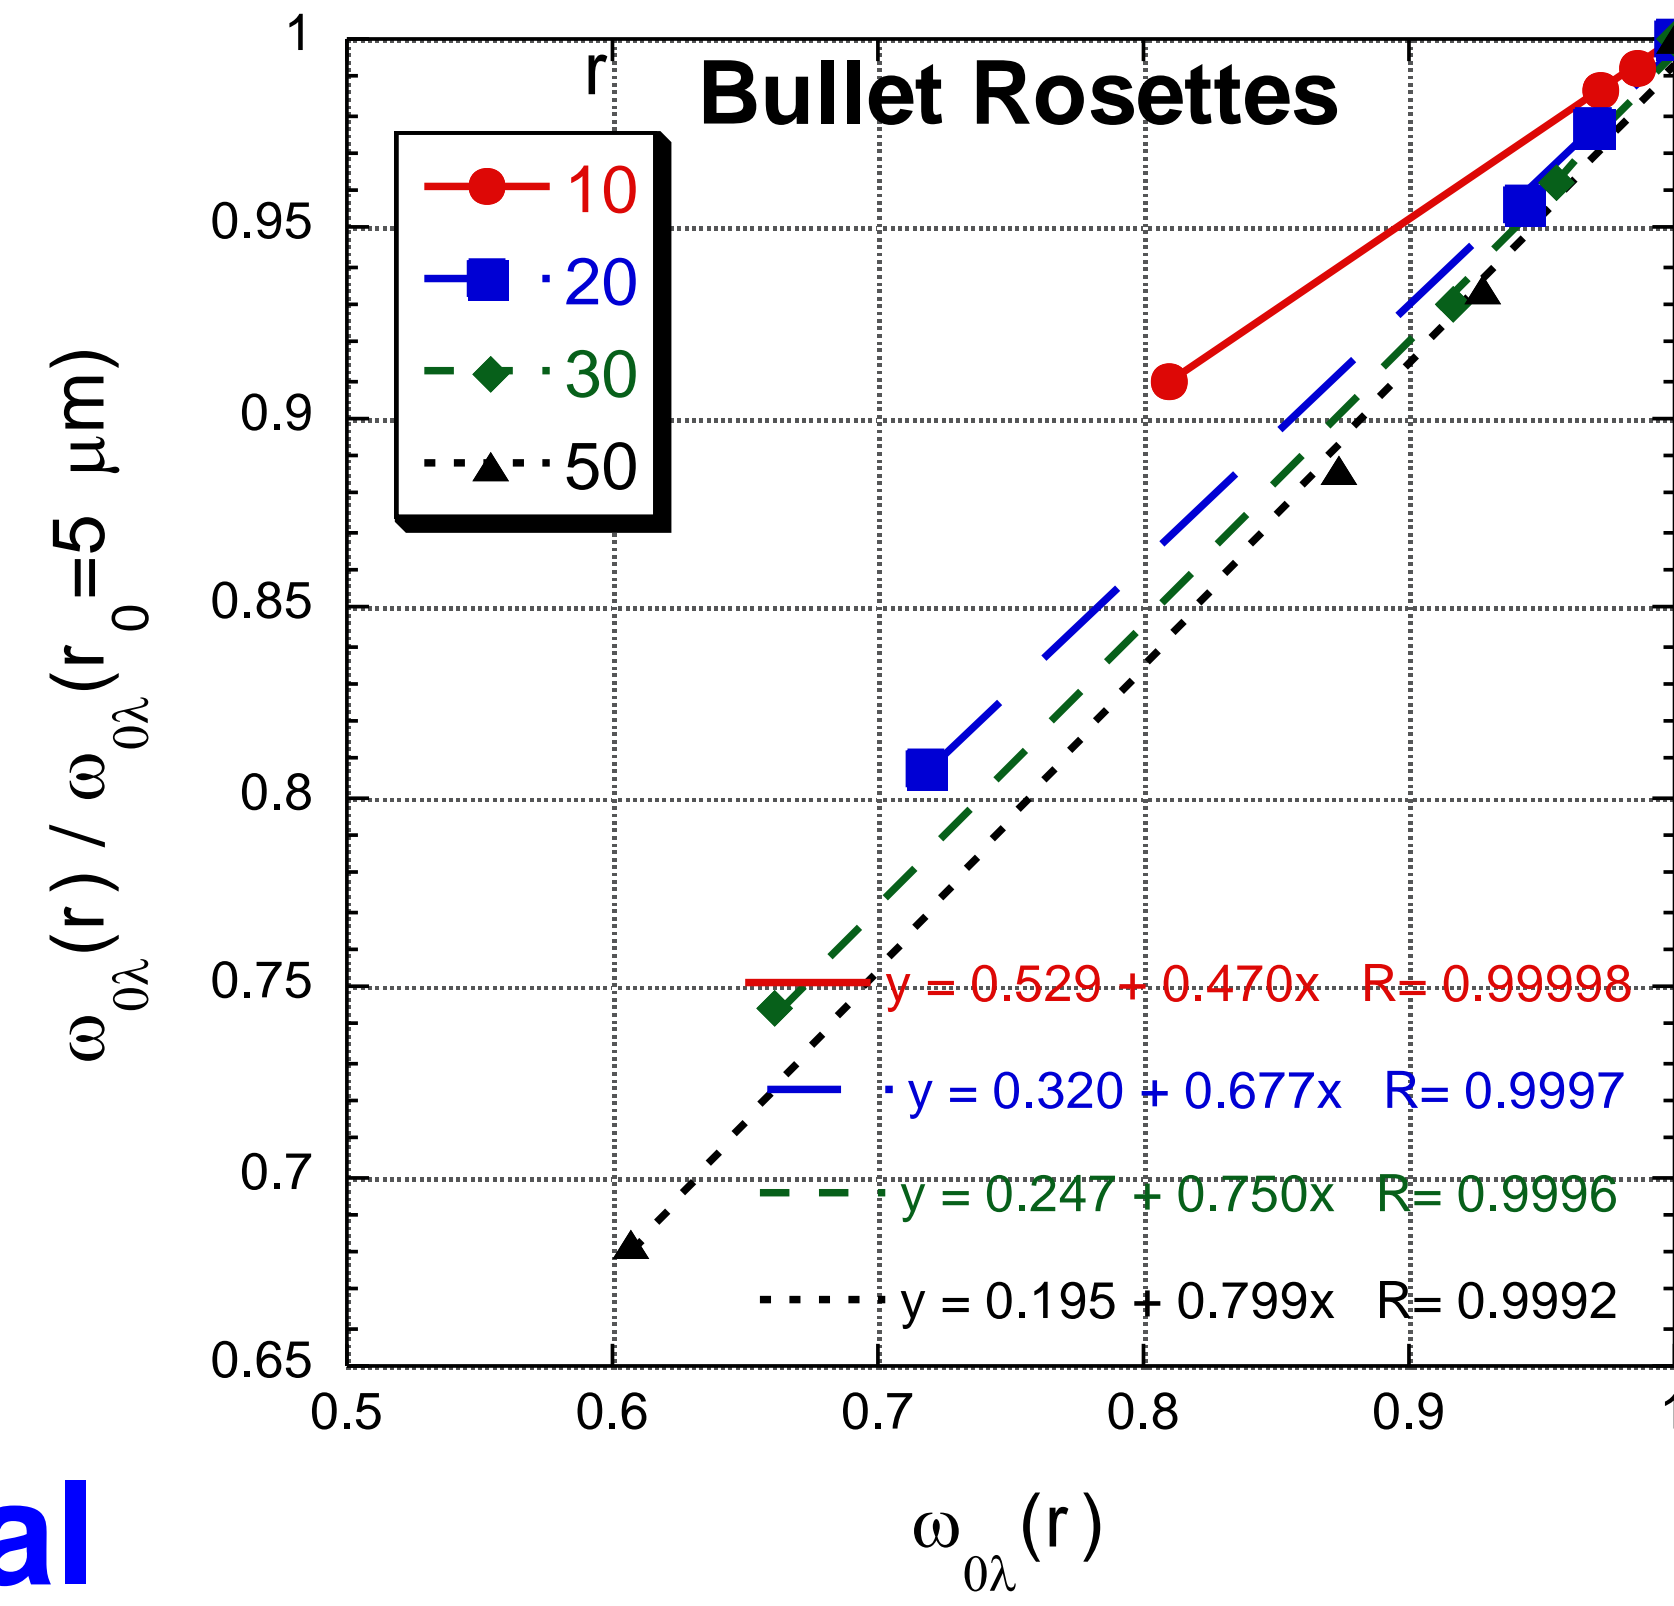 Bullet Rosettes
r
10
20
30
50
1
0.95
0.9
0.85
0.8
0.75
0.7
0.65
ω0λ(r) / ω0λ(r0=5 μm)
y = 0.529 + 0.470x R= 0.99998
y = 0.320 + 0.677x R= 0.9997
y = 0.247 + 0.750x R= 0.9996
y = 0.195 + 0.799x R= 0.9992
0.5 0.6 0.7 0.8 0.9 1
ω0λ(r)
al